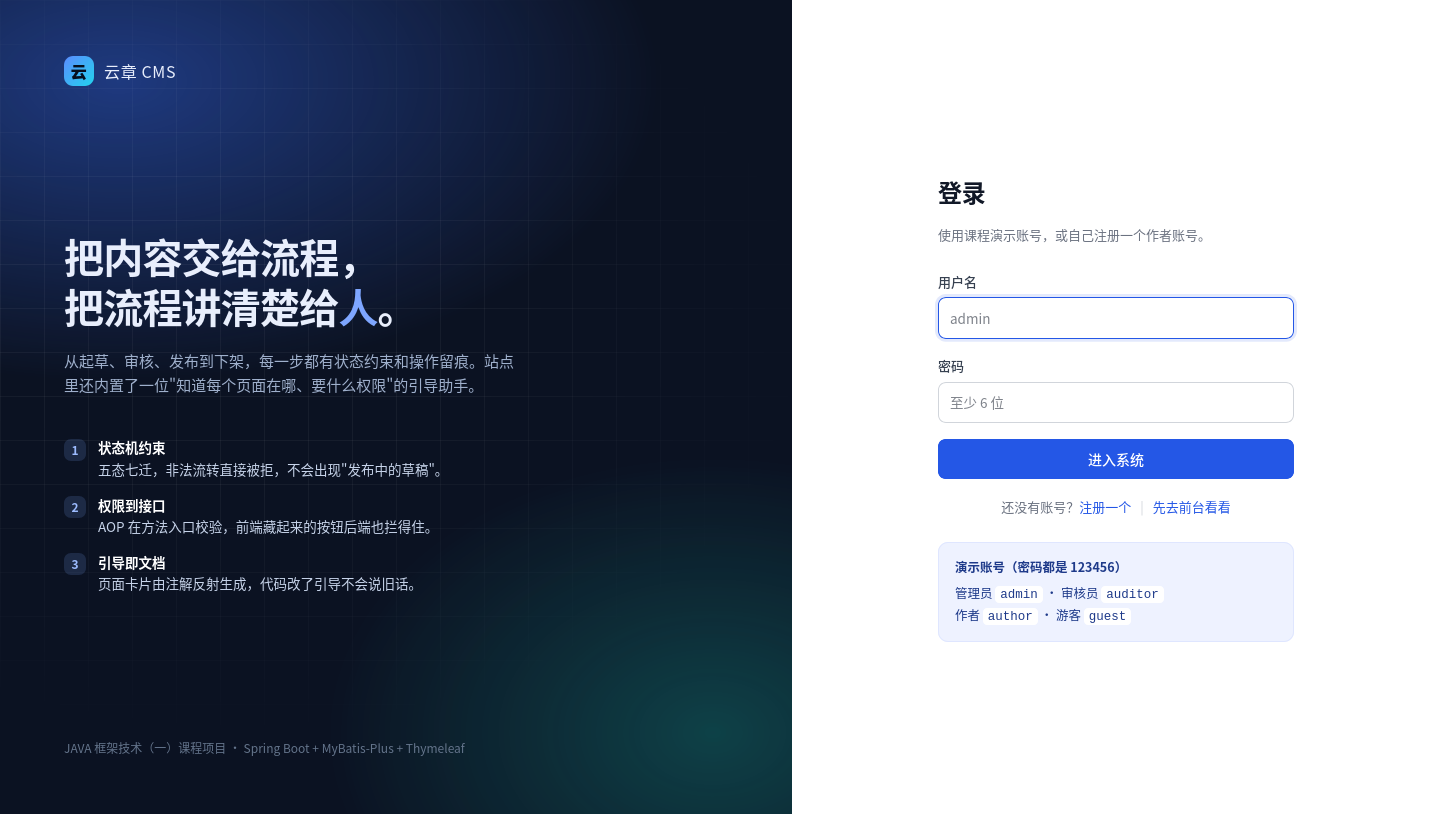 云 云章 CMS
把内容交给流程，
把流程讲清楚给人。
从起草、审核、发布到下架，每一步都有状态约束和操作留痕。站点
里还内置了一位"知道每个页面在哪、要什么权限"的引导助手。
1 状态机约束
五态七迁，非法流转直接被拒，不会出现"发布中的草稿"。
2 权限到接口
AOP 在方法入口校验，前端藏起来的按钮后端也拦得住。
3 引导即文档
页面卡片由注解反射生成，代码改了引导不会说旧话。
JAVA 框架技术（一）课程项目 · Spring Boot + MyBatis-Plus + Thymeleaf
登录
使用课程演示账号，或自己注册一个作者账号。
用户名
admin
密码
至少 6 位
进入系统
还没有账号？注册一个 | 先去前台看看
演示账号（密码都是 123456）
管理员 admin · 审核员 auditor
作者 author · 游客 guest